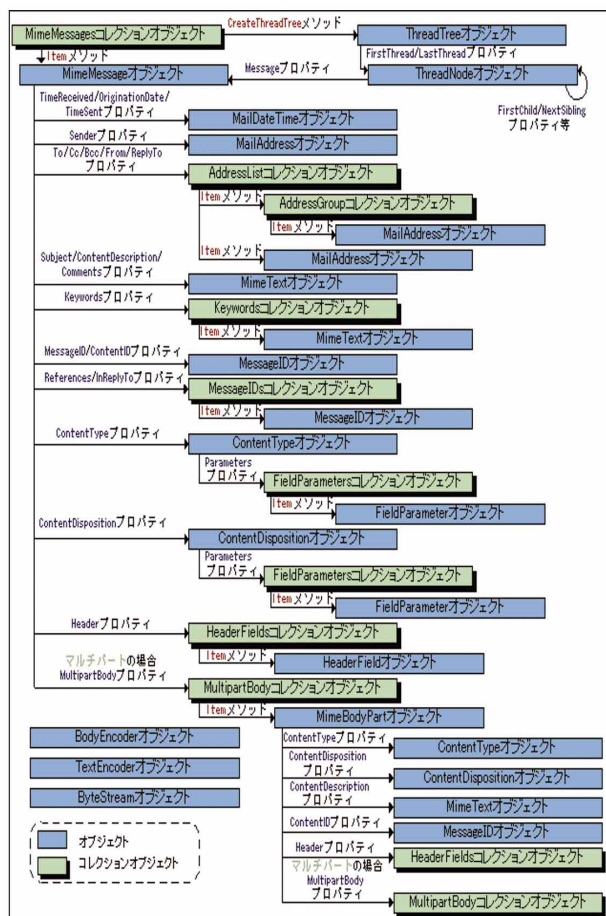 MimeMessagesコレクションオブジェクト
CreateThreadTreeメソッド
ThreadTreeオブジェクト
Itemメソッド
FirstThread/LastThreadプロパティ
MimeMessageオブジェクト
Messageプロパティ
ThreadNodeオブジェクト
FirstChild/NextSibling
プロパティ等
TimeReceived/OriginationDate/
TimeSentプロパティ
MailDateTimeオブジェクト
Senderプロパティ
MailAddressオブジェクト
To/Cc/Bcc/From/ReplyTo
プロパティ
AddressListコレクションオブジェクト
Itemメソッド
AddressGroupコレクションオブジェクト
Itemメソッド
MailAddressオブジェクト
Itemメソッド
MailAddressオブジェクト
Subject/ContentDescription/
Commentsプロパティ
MimeTextオブジェクト
Keywordsプロパティ
Keywordsコレクションオブジェクト
Itemメソッド
MimeTextオブジェクト
MessageID/ContentIDプロパティ
MessageIDオブジェクト
References/InReplyToプロパティ
MessageIDsコレクションオブジェクト
Itemメソッド
MessageIDオブジェクト
ContentTypeプロパティ
ContentTypeオブジェクト
Parameters
プロパティ
FieldParametersコレクションオブジェクト
Itemメソッド
FieldParameterオブジェクト
ContentDispositionプロパティ
ContentDispositionオブジェクト
Parameters
プロパティ
FieldParametersコレクションオブジェクト
Itemメソッド
FieldParameterオブジェクト
Headerプロパティ
HeaderFieldsコレクションオブジェクト
Itemメソッド
HeaderFieldオブジェクト
マルチパートの場合
MultipartBodyプロパティ
MultipartBodyコレクションオブジェクト
Itemメソッド
MimeBodyPartオブジェクト
ContentTypeプロパティ
ContentTypeオブジェクト
ContentDisposition
プロパティ
ContentDispositionオブジェクト
ContentDescription
プロパティ
MimeTextオブジェクト
ContentIDプロパティ
MessageIDオブジェクト
Headerプロパティ
HeaderFieldsコレクションオブジェクト
マルチパートの場合
MultipartBody
プロパティ
MultipartBodyコレクションオブジェクト
BodyEncoderオブジェクト
TextEncoderオブジェクト
ByteStreamオブジェクト
オブジェクト
コレクションオブジェクト